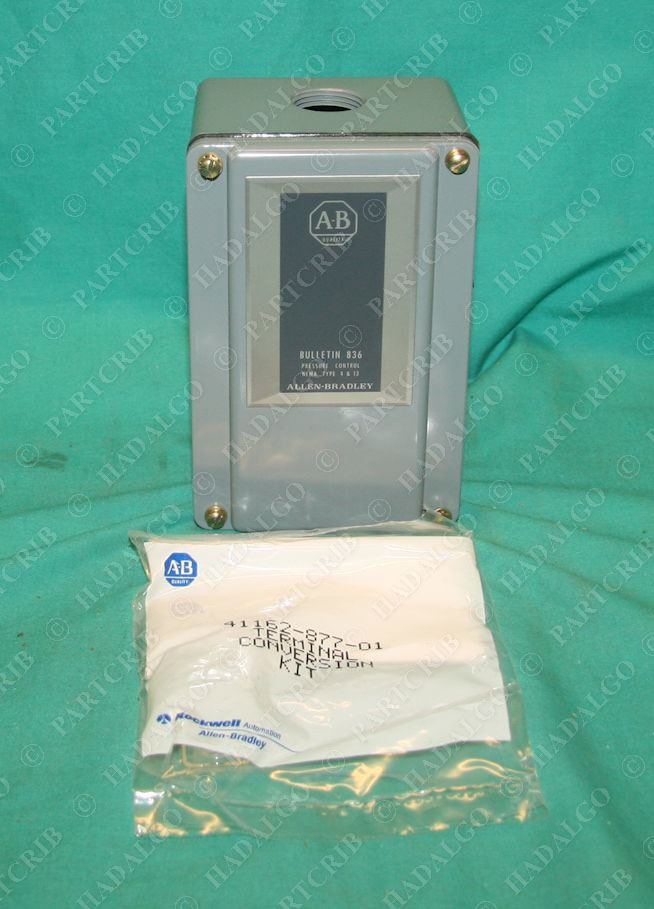 A-B
QUALITY
BULLETIN 836
PRESSURE CONTROL
NEMA TYPE 4 & 13
ALLEN-BRADLEY
A-B
QUALITY
41162-877-01
TERMINAL
CONVERSION
KIT
Rockwell Automation
Allen-Bradley
© PARTCRIB
© HADALGO